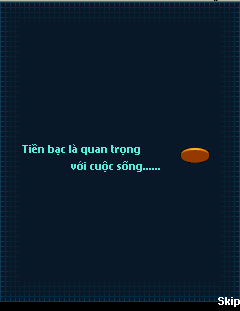 Tiền bạc là quan trọng
với cuộc sống......
Skip